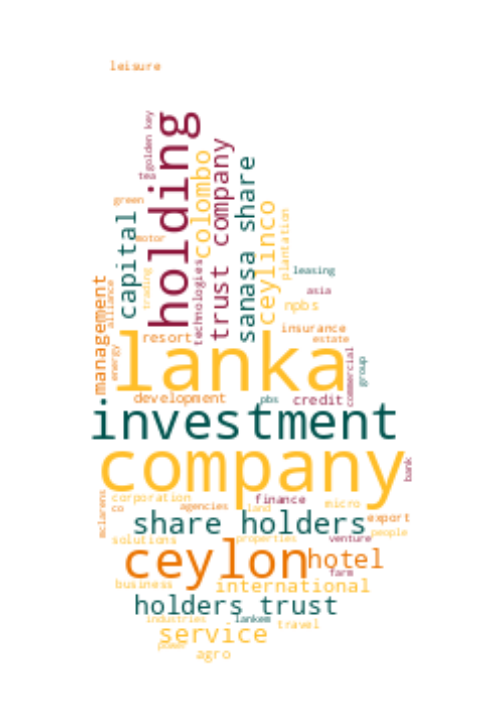 leisure
golden key
holding
tea
green
capital
motor
trading
colombo
technologies
trust company
sanasa share
ceylinco
plantation
leasing
asia
npbs
management
alliance
energy
resort
insurance
estate
lanka
commercial
group
development
pbs
credit
investment
company
bank
mclarens
corporation
co
agencies
finance
land
micro
share holders
export
solutions
properties
venture
people
ceylon
hotel
farm
business
international
holders trust
industries
lankem
travel
service
power
agro